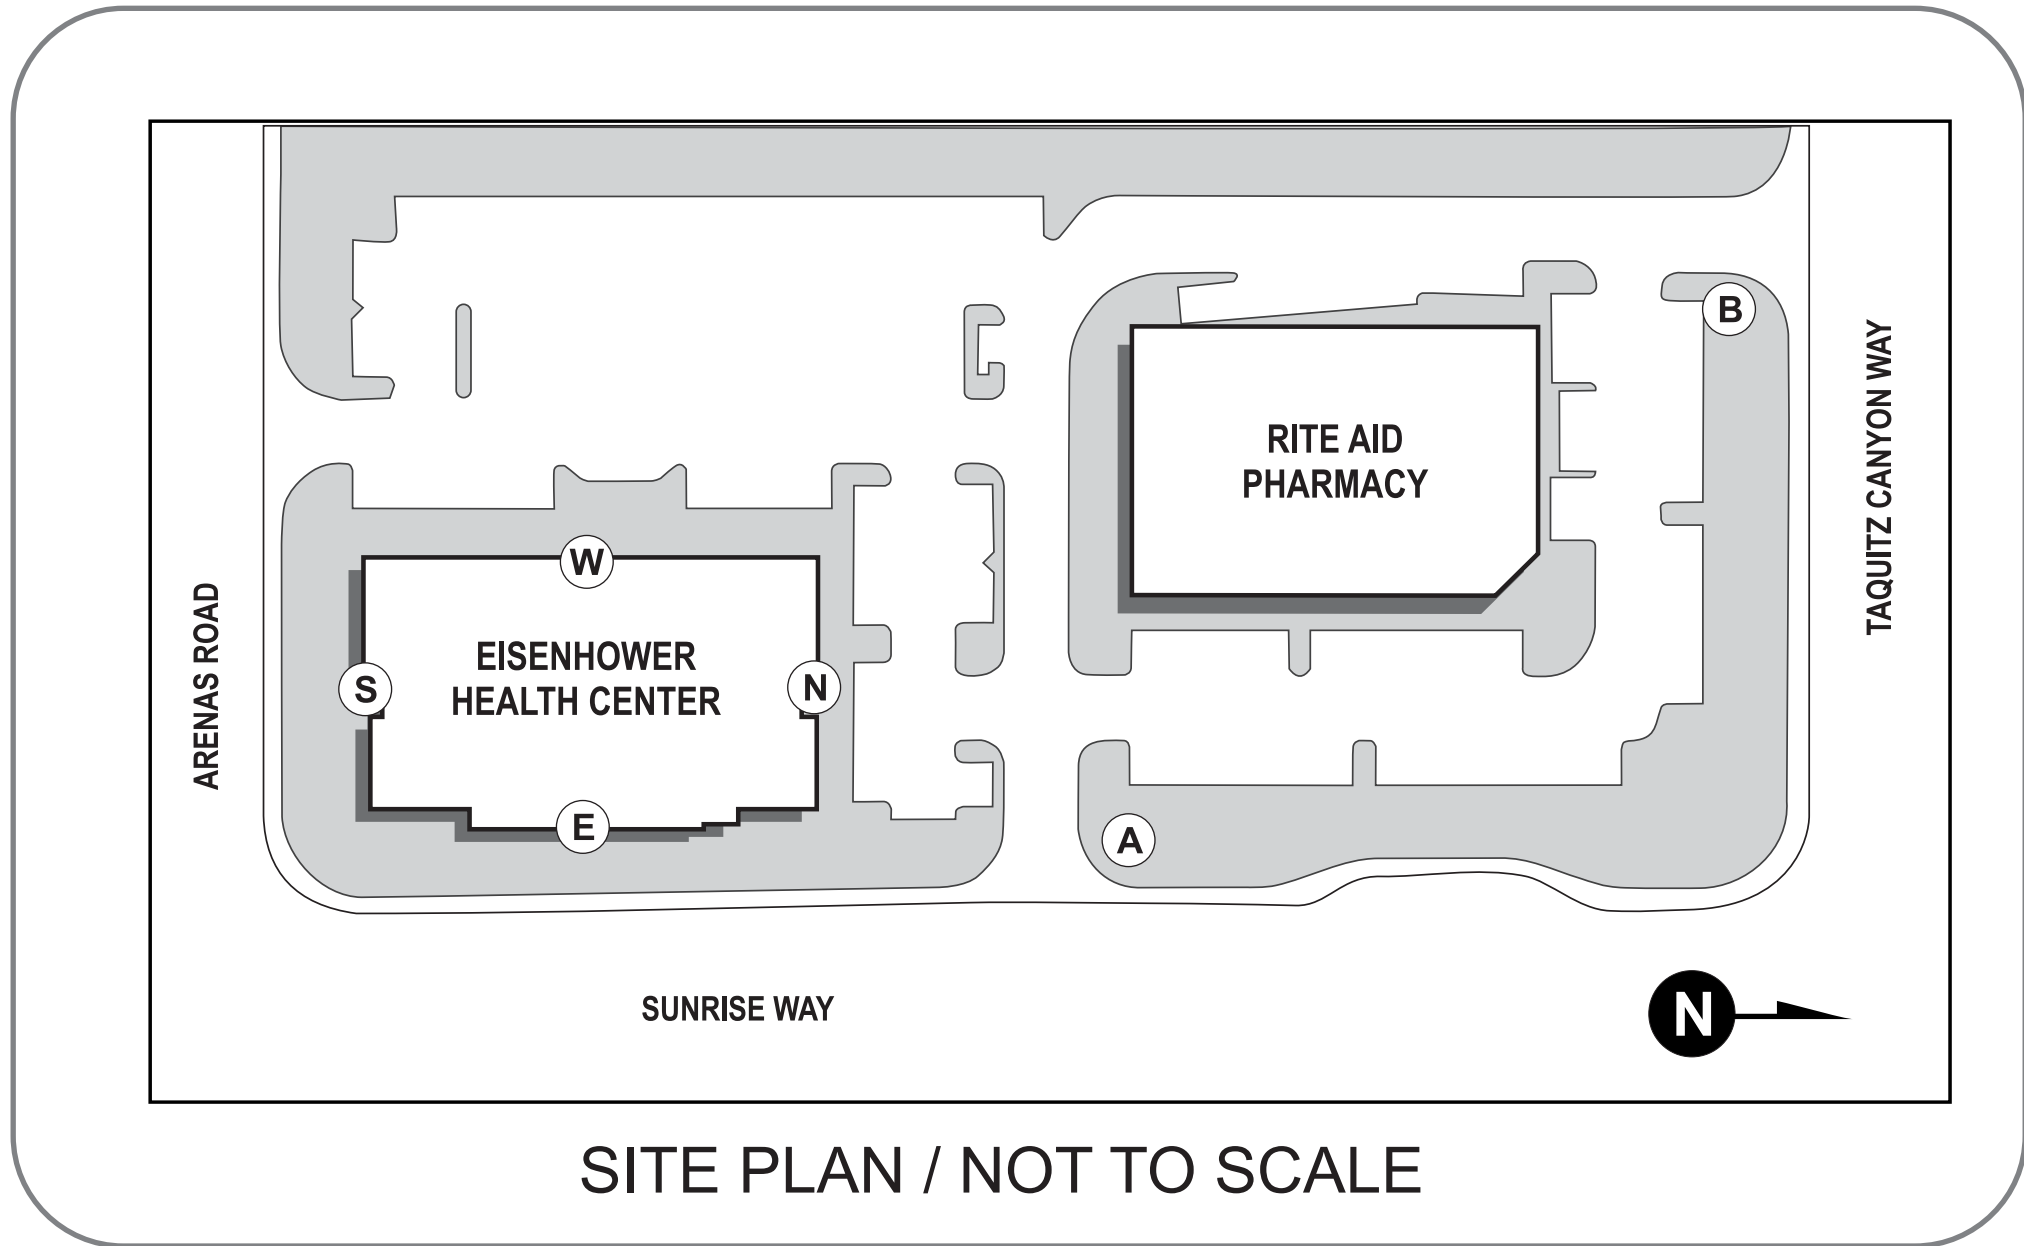 B
RITE AID
PHARMACY
TAQUITZ CANYON WAY
W
ARENAS ROAD
EISENHOWER
HEALTH CENTER
S
N
E
A
SUNRISE WAY
N
SITE PLAN / NOT TO SCALE